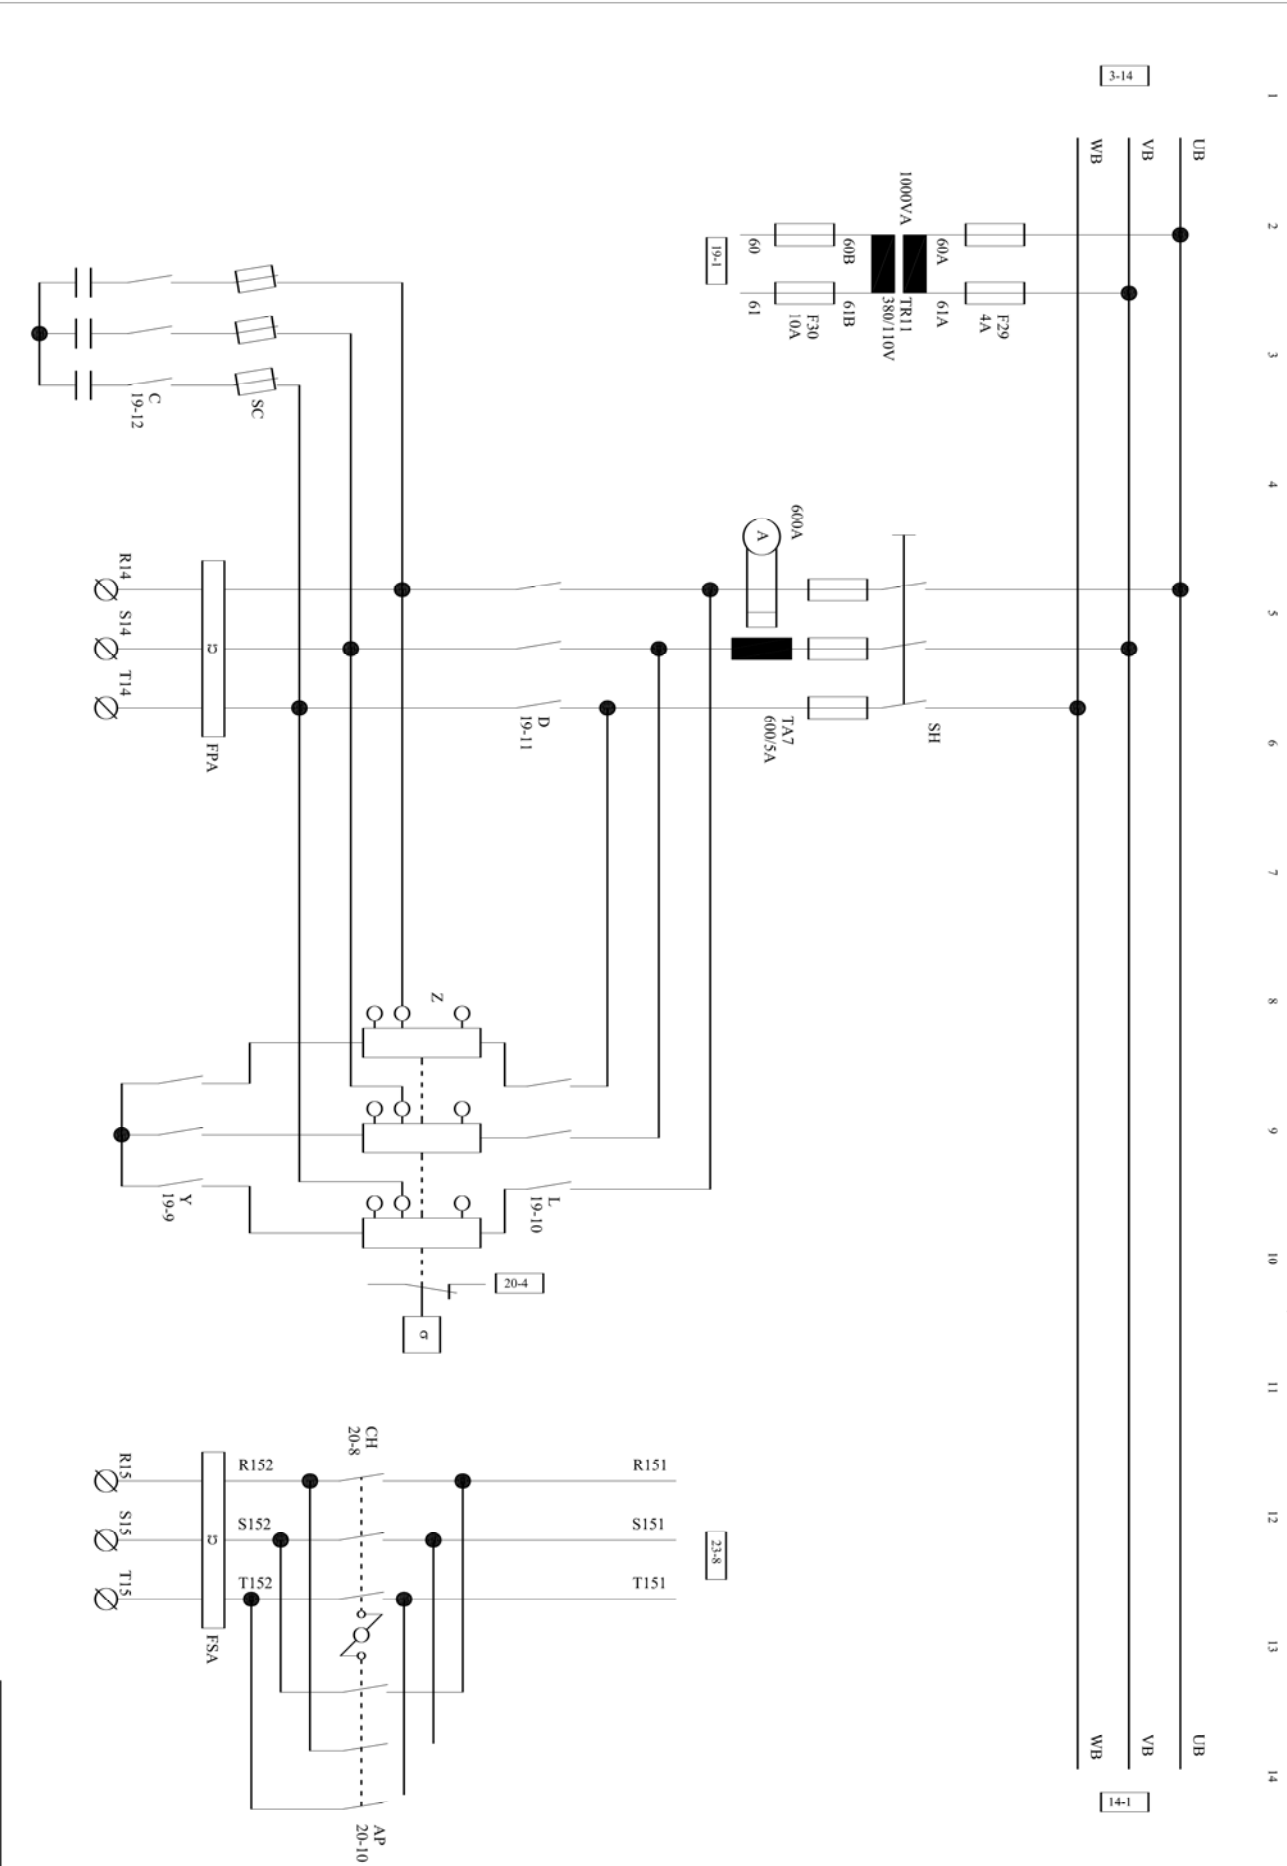 1
2
3
4
5
6
7
8
9
10
11
12
13
14
3-14
UB
VB
WB
1000VA
F29
4A
60A
61A
TR11
380/110V
60B
61B
F30
10A
60
61
19-1
SC
C
19-12
600A
A
SH
TA7
600/5A
D
19-11
R14
S14
T14
Ω
FPA
Z
L
19-10
Y
19-9
20-4
σ
CH
20-8
R151
S151
T151
23-8
R152
S152
T152
R15
S15
T15
Ω
FSA
AP
20-10
UB
VB
WB
14-1